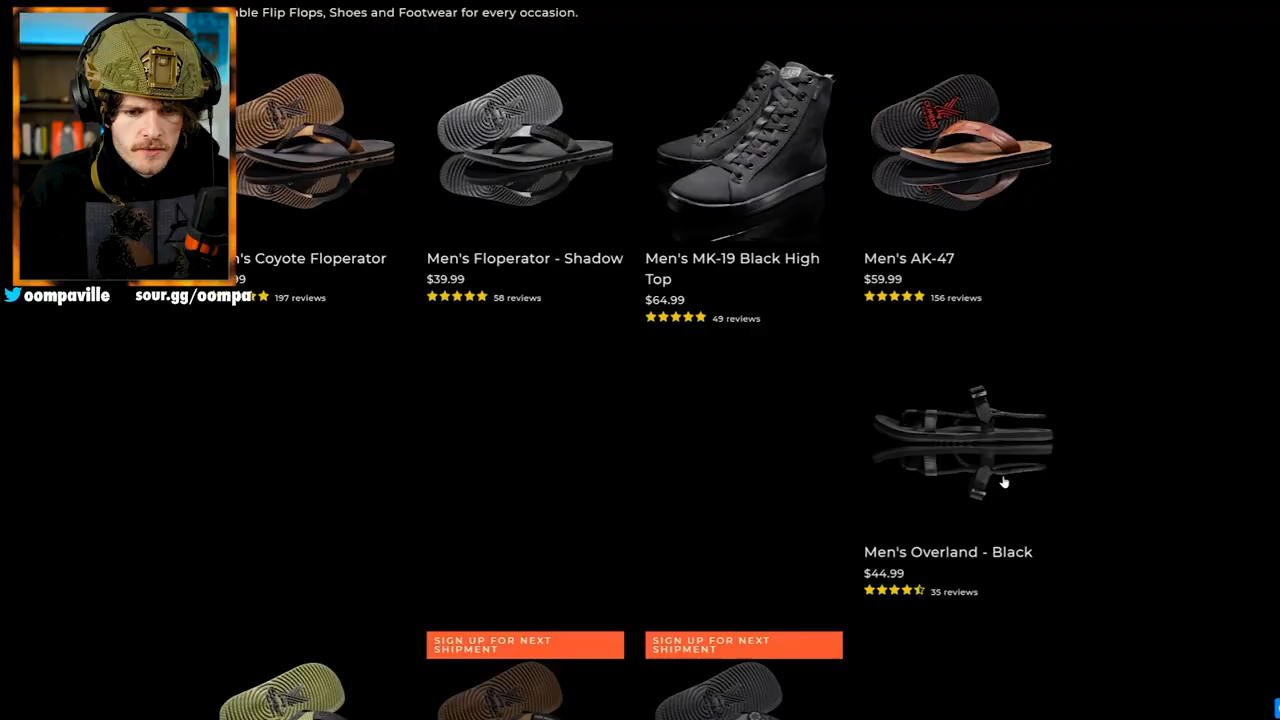 ble Flip Flops, Shoes and Footwear for every occasion.
's Coyote Floperator
99
197 reviews
Men's Floperator - Shadow
$39.99
58 reviews
Men's MK-19 Black High
Top
$64.99
49 reviews
Men's AK-47
$59.99
156 reviews
oompaville
sour.gg/oompa
Men's Overland - Black
$44.99
35 reviews
SIGN UP FOR NEXT
SHIPMENT
SIGN UP FOR NEXT
SHIPMENT